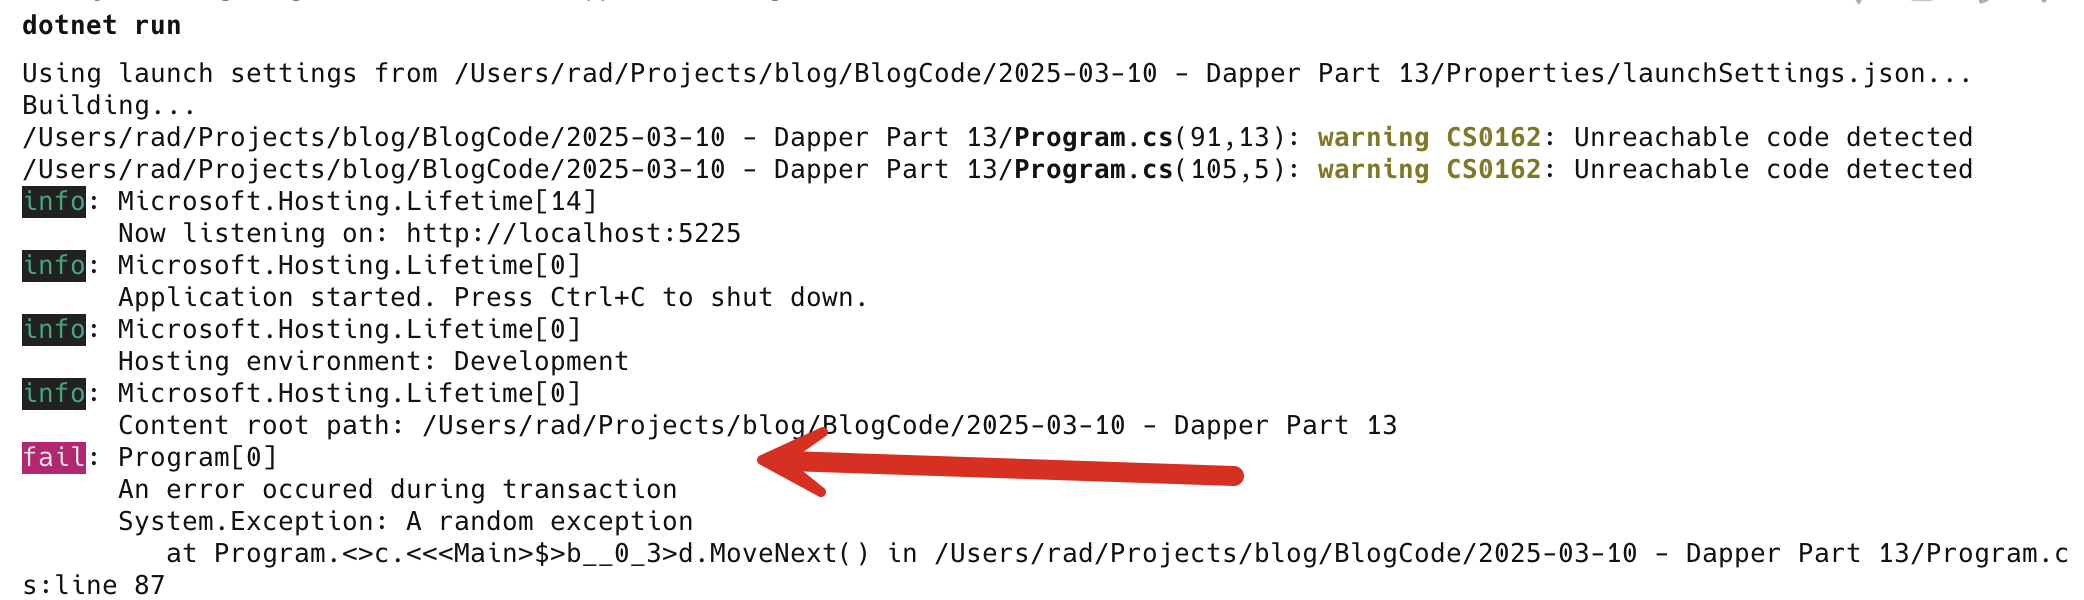 dotnet run
Using launch settings from /Users/rad/Projects/blog/BlogCode/2025-03-10 - Dapper Part 13/Properties/launchSettings.json...
Building...
/Users/rad/Projects/blog/BlogCode/2025-03-10 - Dapper Part 13/Program.cs(91,13): warning CS0162: Unreachable code detected
/Users/rad/Projects/blog/BlogCode/2025-03-10 - Dapper Part 13/Program.cs(105,5): warning CS0162: Unreachable code detected
info: Microsoft.Hosting.Lifetime[14]
      Now listening on: http://localhost:5225
info: Microsoft.Hosting.Lifetime[0]
      Application started. Press Ctrl+C to shut down.
info: Microsoft.Hosting.Lifetime[0]
      Hosting environment: Development
info: Microsoft.Hosting.Lifetime[0]
      Content root path: /Users/rad/Projects/blog/BlogCode/2025-03-10 - Dapper Part 13
fail: Program[0]
      An error occured during transaction
      System.Exception: A random exception
         at Program.<>c.<<<Main>$>b__0_3>d.MoveNext() in /Users/rad/Projects/blog/BlogCode/2025-03-10 - Dapper Part 13/Program.c
s:line 87